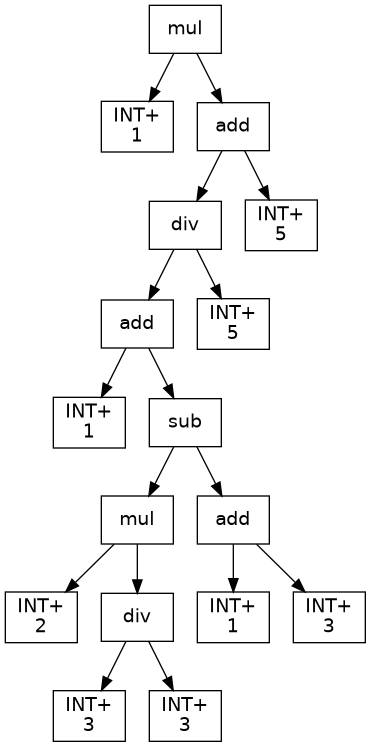 mul
INT+
1
add
div
INT+
5
add
INT+
5
INT+
1
sub
mul
add
INT+
2
div
INT+
1
INT+
3
INT+
3
INT+
3